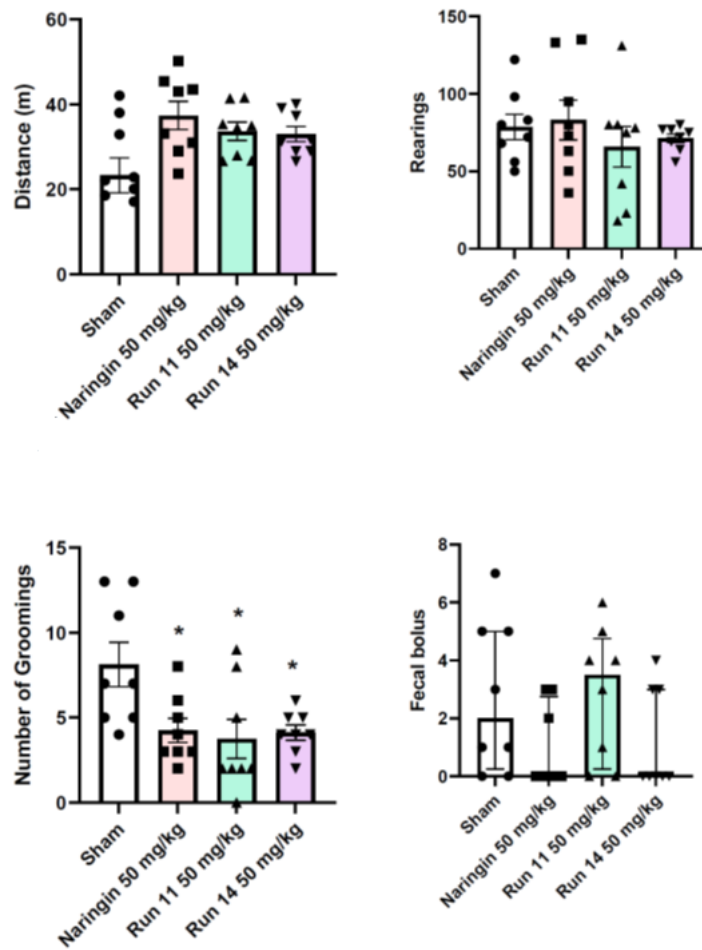 Distance (m)
60
40
20
0
Sham
Naringin 50 mg/kg
Run 11 50 mg/kg
Run 14 50 mg/kg
Rearings
150
100
50
0
Sham
Naringin 50 mg/kg
Run 11 50 mg/kg
Run 14 50 mg/kg
Number of Groomings
15
10
5
0
*
*
*
Sham
Naringin 50 mg/kg
Run 11 50 mg/kg
Run 14 50 mg/kg
Fecal bolus
8
6
4
2
0
Sham
Naringin 50 mg/kg
Run 11 50 mg/kg
Run 14 50 mg/kg